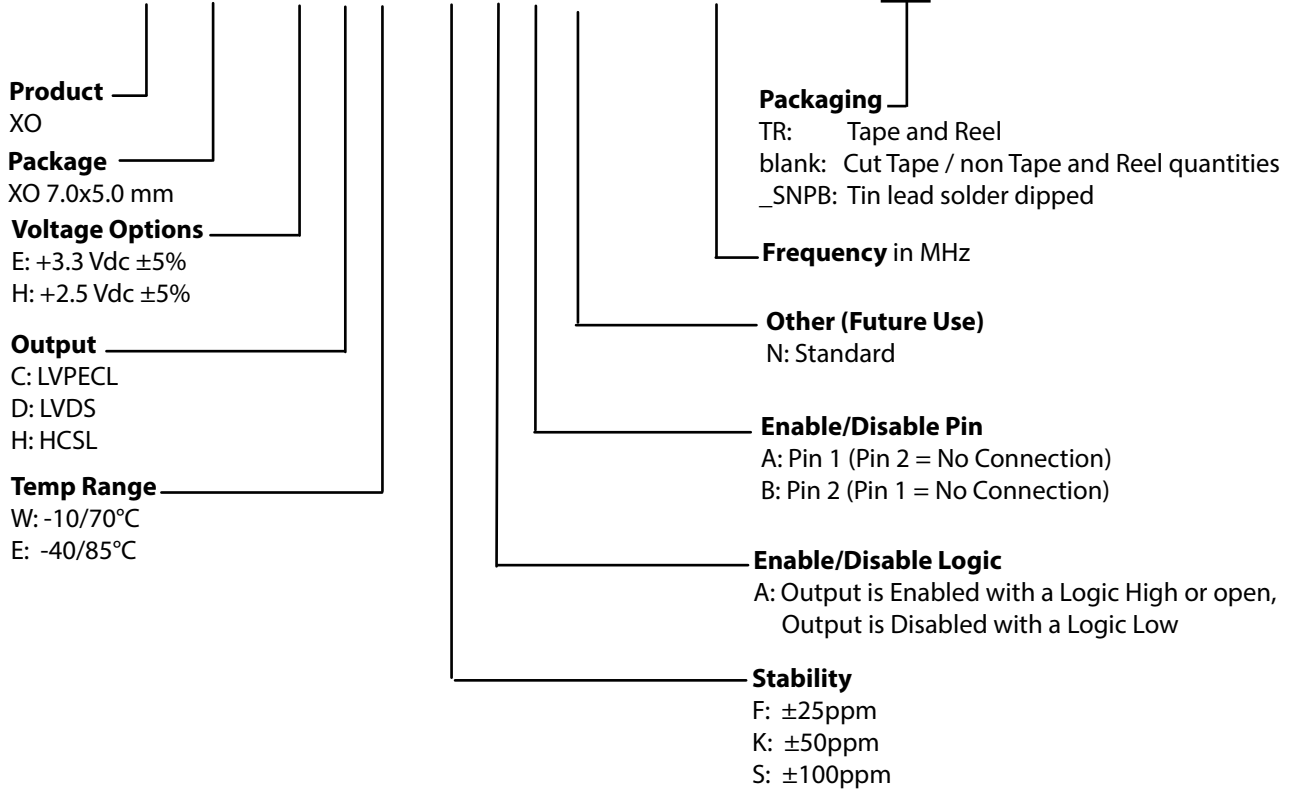 Product
XO
Package
XO 7.0x5.0 mm
Voltage Options
E: +3.3 Vdc ±5%
H: +2.5 Vdc ±5%
Output
C: LVPECL
D: LVDS
H: HCSL
Temp Range
W: -10/70°C
E: -40/85°C
Packaging
TR: Tape and Reel
blank: Cut Tape / non Tape and Reel quantities
_SNPB: Tin lead solder dipped
Frequency in MHz
Other (Future Use)
N: Standard
Enable/Disable Pin
A: Pin 1 (Pin 2 = No Connection)
B: Pin 2 (Pin 1 = No Connection)
Enable/Disable Logic
A: Output is Enabled with a Logic High or open,
Output is Disabled with a Logic Low
Stability
F: ±25ppm
K: ±50ppm
S: ±100ppm